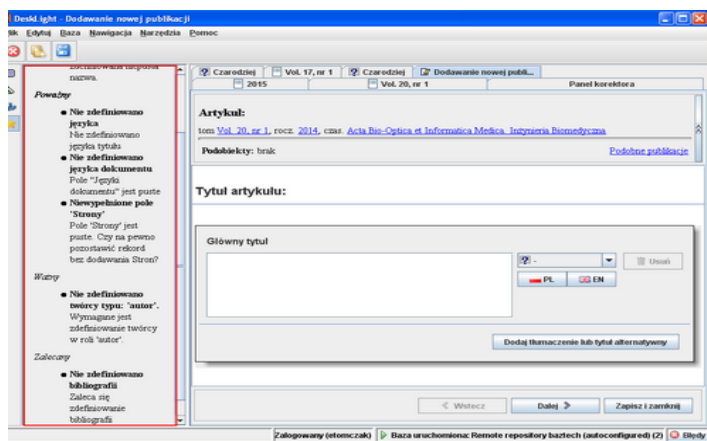 DeskLight - Dodawanie nowej publikacji
lik Edytuj Baza Nawigacja Narzędzia Pomoc
nazwa.
Poważny
Nie zdefiniowano
języka
Nie zdefiniowano
języka tytułu
Nie zdefiniowano
języka dokumentu
Pole "Języki
dokumentu" jest puste
Niewypełnione pole
'Strony'
Pole 'Strony' jest
puste. Czy na pewno
pozostawić rekord
bez dodawania Stron?
Ważny
Nie zdefiniowano
twórcy typu: 'autor'.
Wymagane jest
zdefiniowanie twórcy
w roli 'autor'.
Zalecany
Nie zdefiniowano
bibliografii
Zaleca się
zdefiniowanie
bibliografii
Czarodziej Vol. 17, nr 1 Czarodziej Dodawanie nowej publi...
2015 Vol. 20, nr 1 Panel korektora
Artykuł:
tom Vol. 20, nr 1, rocz. 2014, czas. Acta Bio-Optica et Informatica Medica. Inżynieria Biomedyczna
Podobiekty: brak Podobne publikacje
Tytuł artykułu:
Główny tytuł
- Usuń
PL EN
Dodaj tłumaczenie lub tytuł alternatywny
Wstecz Dalej Zapisz i zamknij
Zalogowany (etomczak) Baza uruchomiona: Remote repository baztech (autoconfigured) (2) Błędy